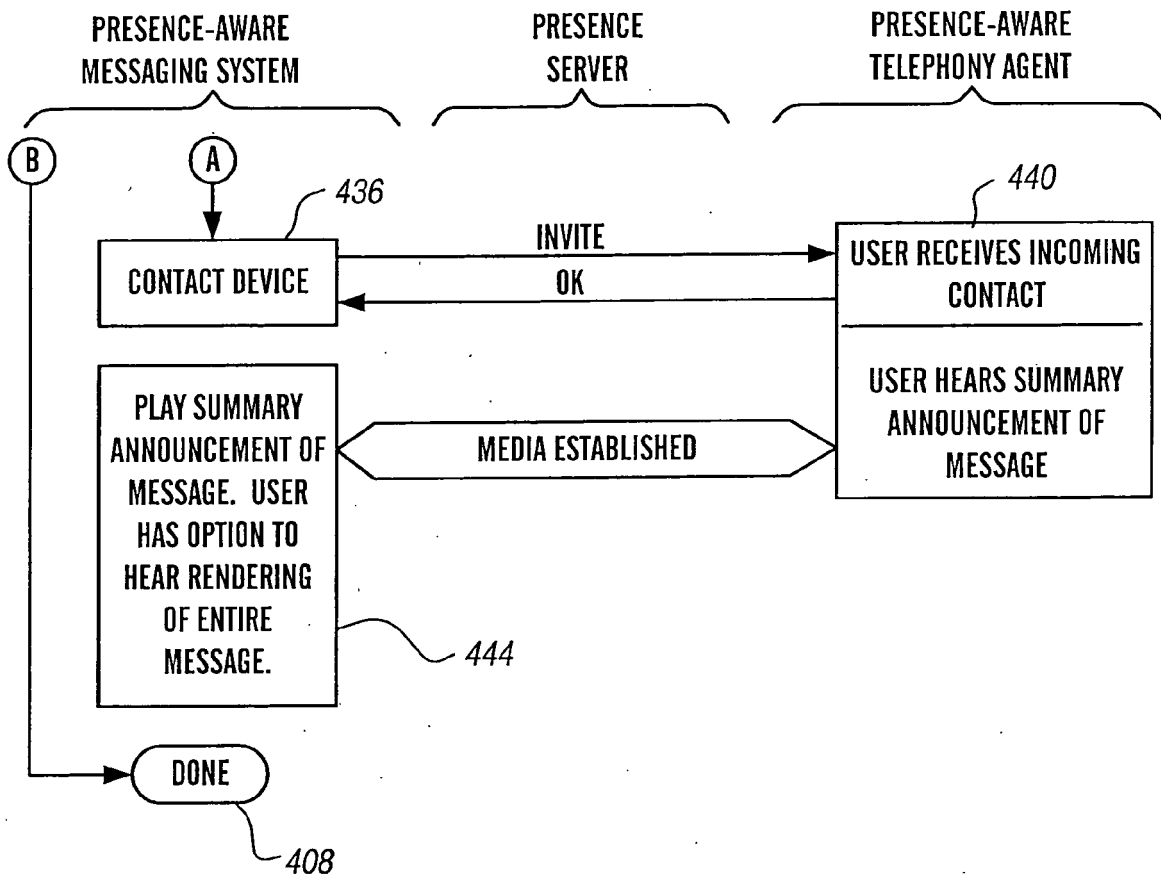 PRESENCE-AWARE
MESSAGING SYSTEM
PRESENCE
SERVER
PRESENCE-AWARE
TELEPHONY AGENT
B
A
436
440
CONTACT DEVICE
INVITE
OK
USER RECEIVES INCOMING
CONTACT
USER HEARS SUMMARY
ANNOUNCEMENT OF
MESSAGE
PLAY SUMMARY
ANNOUNCEMENT OF
MESSAGE. USER
HAS OPTION TO
HEAR RENDERING
OF ENTIRE
MESSAGE.
MEDIA ESTABLISHED
444
DONE
408